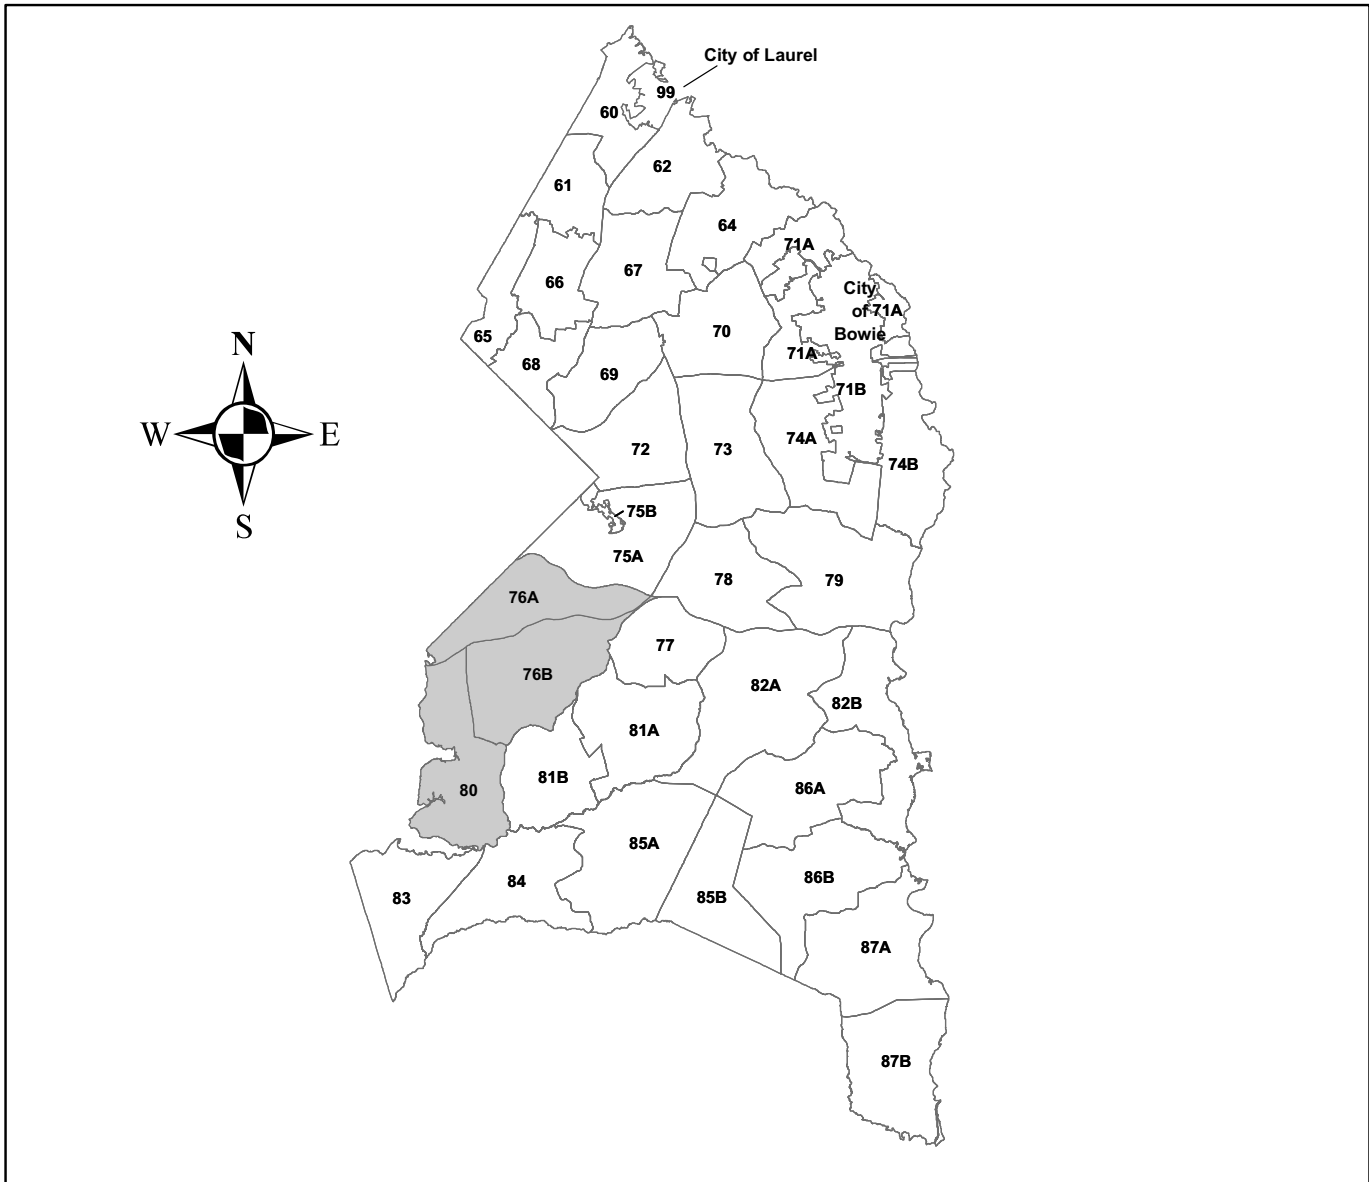 City of Laurel
99
60
62
61
64
71A
67
66
City
of 71A
Bowie
65
70
N
68
71A
69
71B
W
E
74A
72
73
74B
75B
S
75A
78
79
76A
77
76B
82A
82B
81A
81B
86A
80
85A
86B
84
85B
83
87A
87B